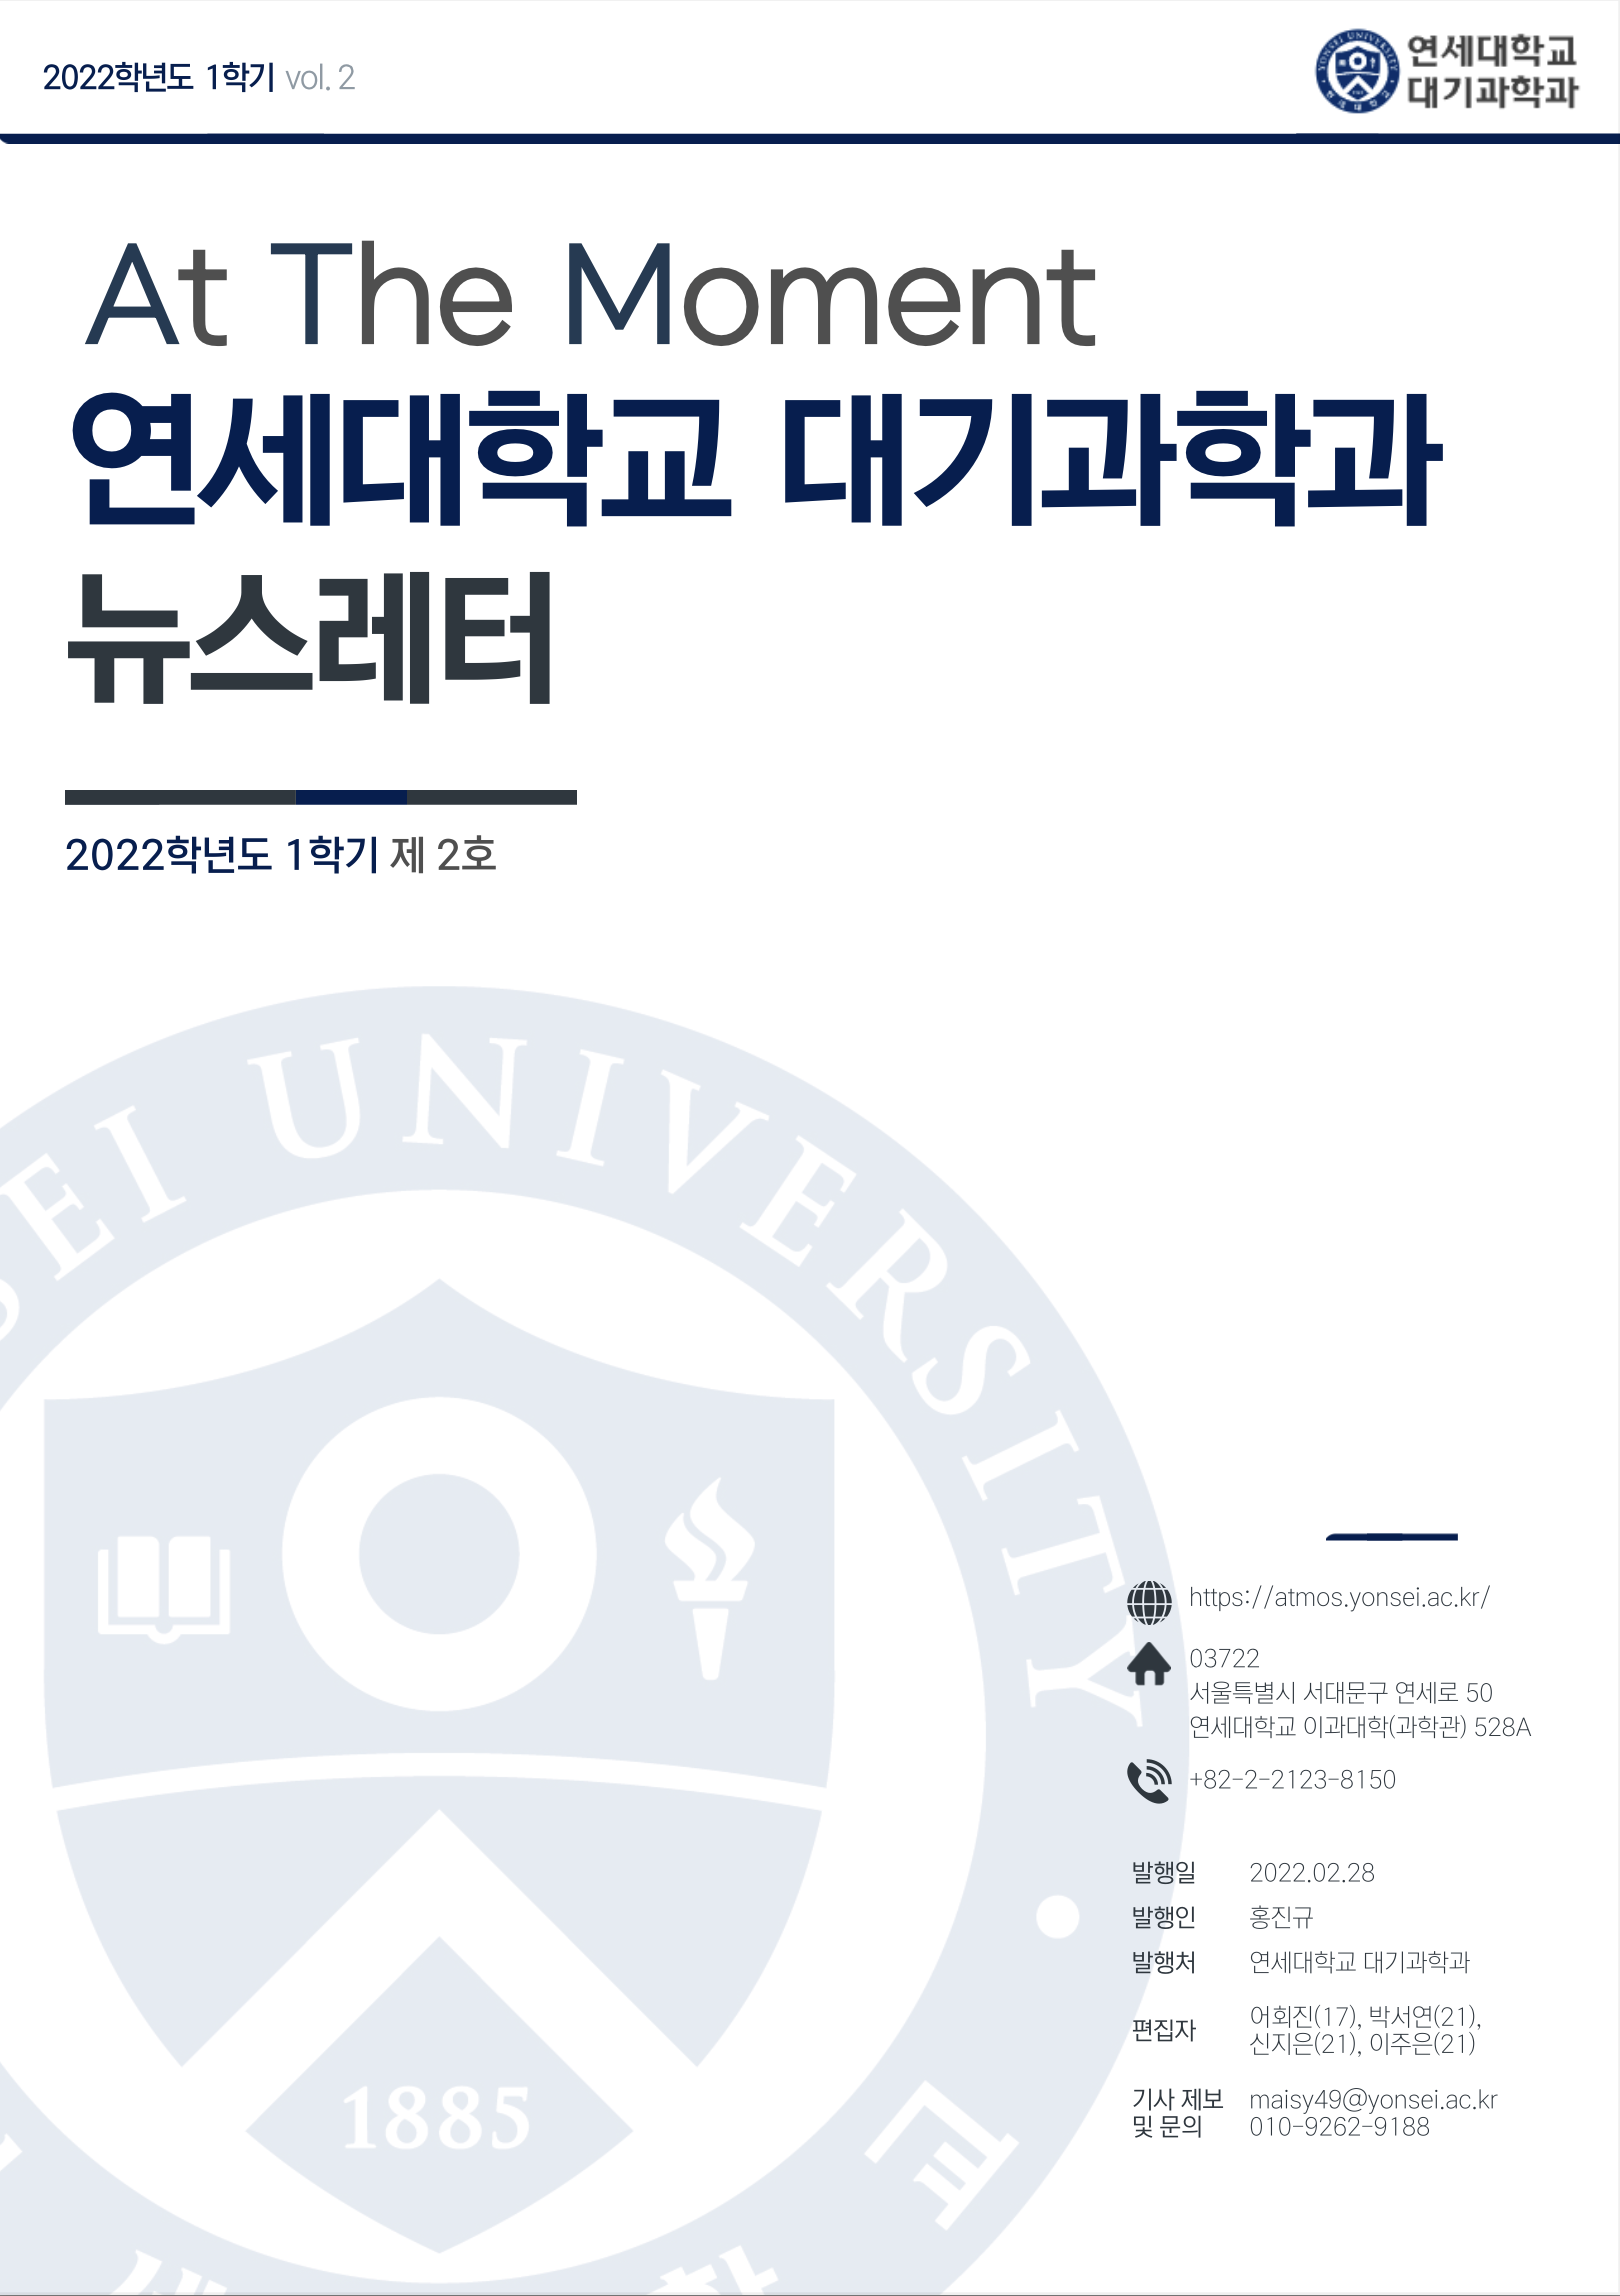 2022학년도 1학기 vol. 2
연세대학교
대기과학과
At The Moment
연세대학교 대기과학과
뉴스레터
2022학년도 1학기 제 2호
SEI UNIVERSITY
1885
https://atmos.yonsei.ac.kr/
03722
서울특별시 서대문구 연세로 50
연세대학교 이과대학(과학관) 528A
+82-2-2123-8150
발행일 2022.02.28
발행인 홍진규
발행처 연세대학교 대기과학과
편집자 어회진(17), 박서연(21),
신지은(21), 이주은(21)
기사 제보 maisy49@yonsei.ac.kr
및 문의 010-9262-9188